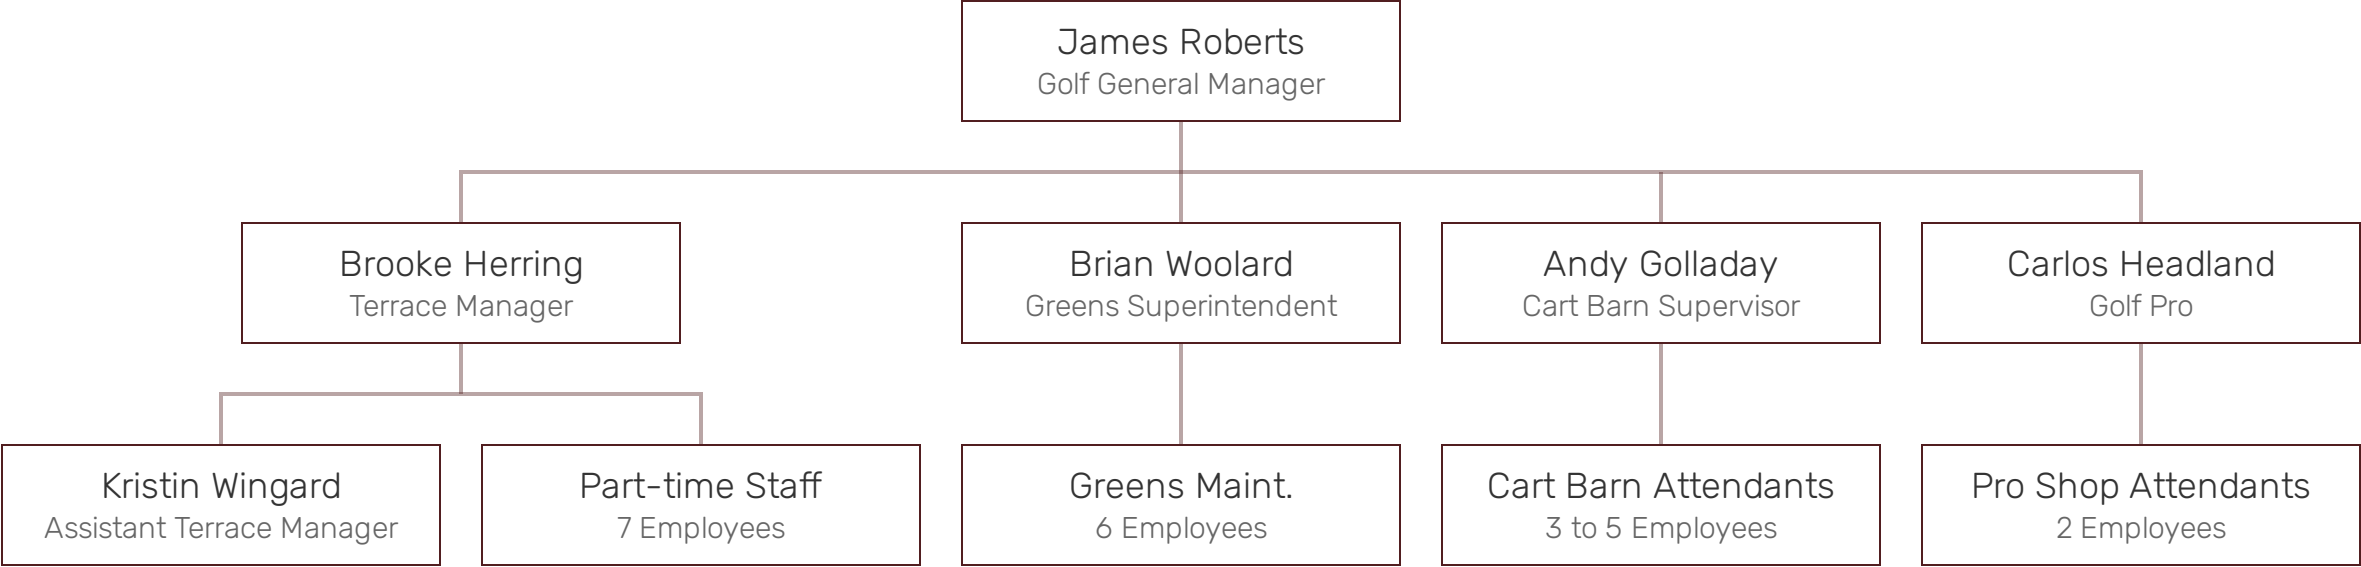 James Roberts
Golf General Manager
Brooke Herring
Terrace Manager
Brian Woolard
Greens Superintendent
Andy Golladay
Cart Barn Supervisor
Carlos Headland
Golf Pro
Kristin Wingard
Assistant Terrace Manager
Part-time Staff
7 Employees
Greens Maint.
6 Employees
Cart Barn Attendants
3 to 5 Employees
Pro Shop Attendants
2 Employees